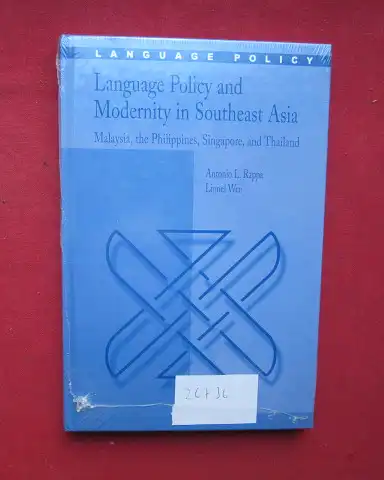 LANGUAGE POLICY
Language Policy and
Modernity in Southeast Asia
Malaysia, the Philippines, Singapore, and Thailand
Antonio L. Rappa
Lionel Wee